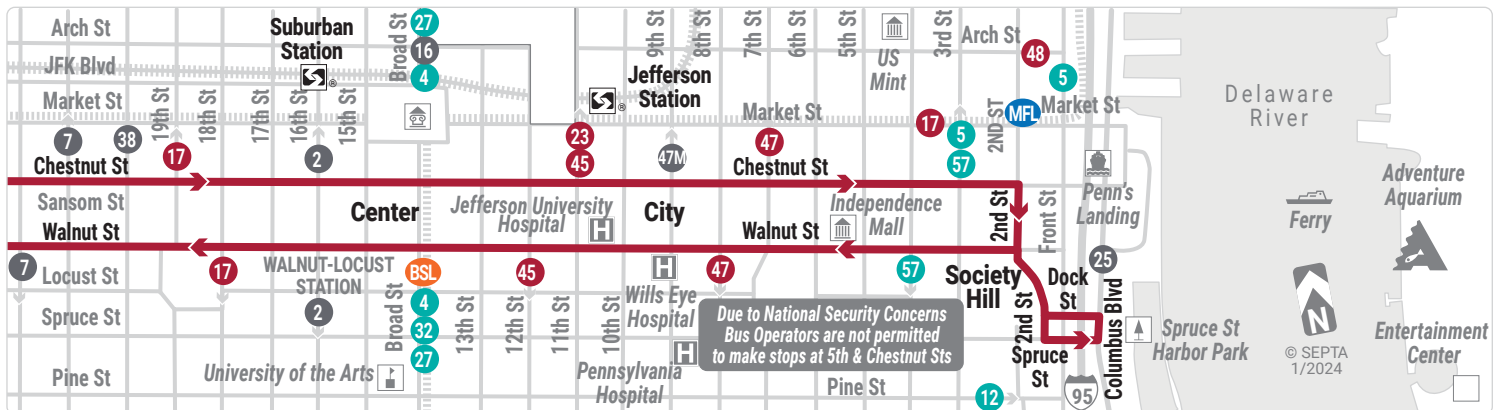 Arch St
JFK Blvd
Market St
Suburban
Station
®
Broad St
27
16
4
Jefferson
Station
®
9th St
8th St
7th St
6th St
5th St
US
Mint
3rd St
Arch St
48
5
Market St
MFL
2ND ST
Delaware
River
19th St
18th St
17th St
16th St
15th St
7
38
17
2
23
45
47M
Market St
47
17
5
57
Chestnut St
Chestnut St
Sansom St
Center
Jefferson University
Hospital
H
City
Independence
Mall
2nd St
Front St
Penn's
Landing
Ferry
Adventure
Aquarium
Walnut St
Walnut St
7
Locust St
17
WALNUT-LOCUST
STATION
2
BSL
4
32
27
Broad St
13th St
45
12th St
11th St
10th St
H
Wills Eye
Hospital
47
57
Society
Hill
Dock
St
25
Columbus Blvd
Spruce St
Due to National Security Concerns
Bus Operators are not permitted
to make stops at 5th & Chestnut Sts
2nd St
Spruce
St
Spruce St
Harbor Park
N
© SEPTA
1/2024
Entertainment
Center
Pine St
University of the Arts
H
Pennsylvania
Hospital
Pine St
12
95